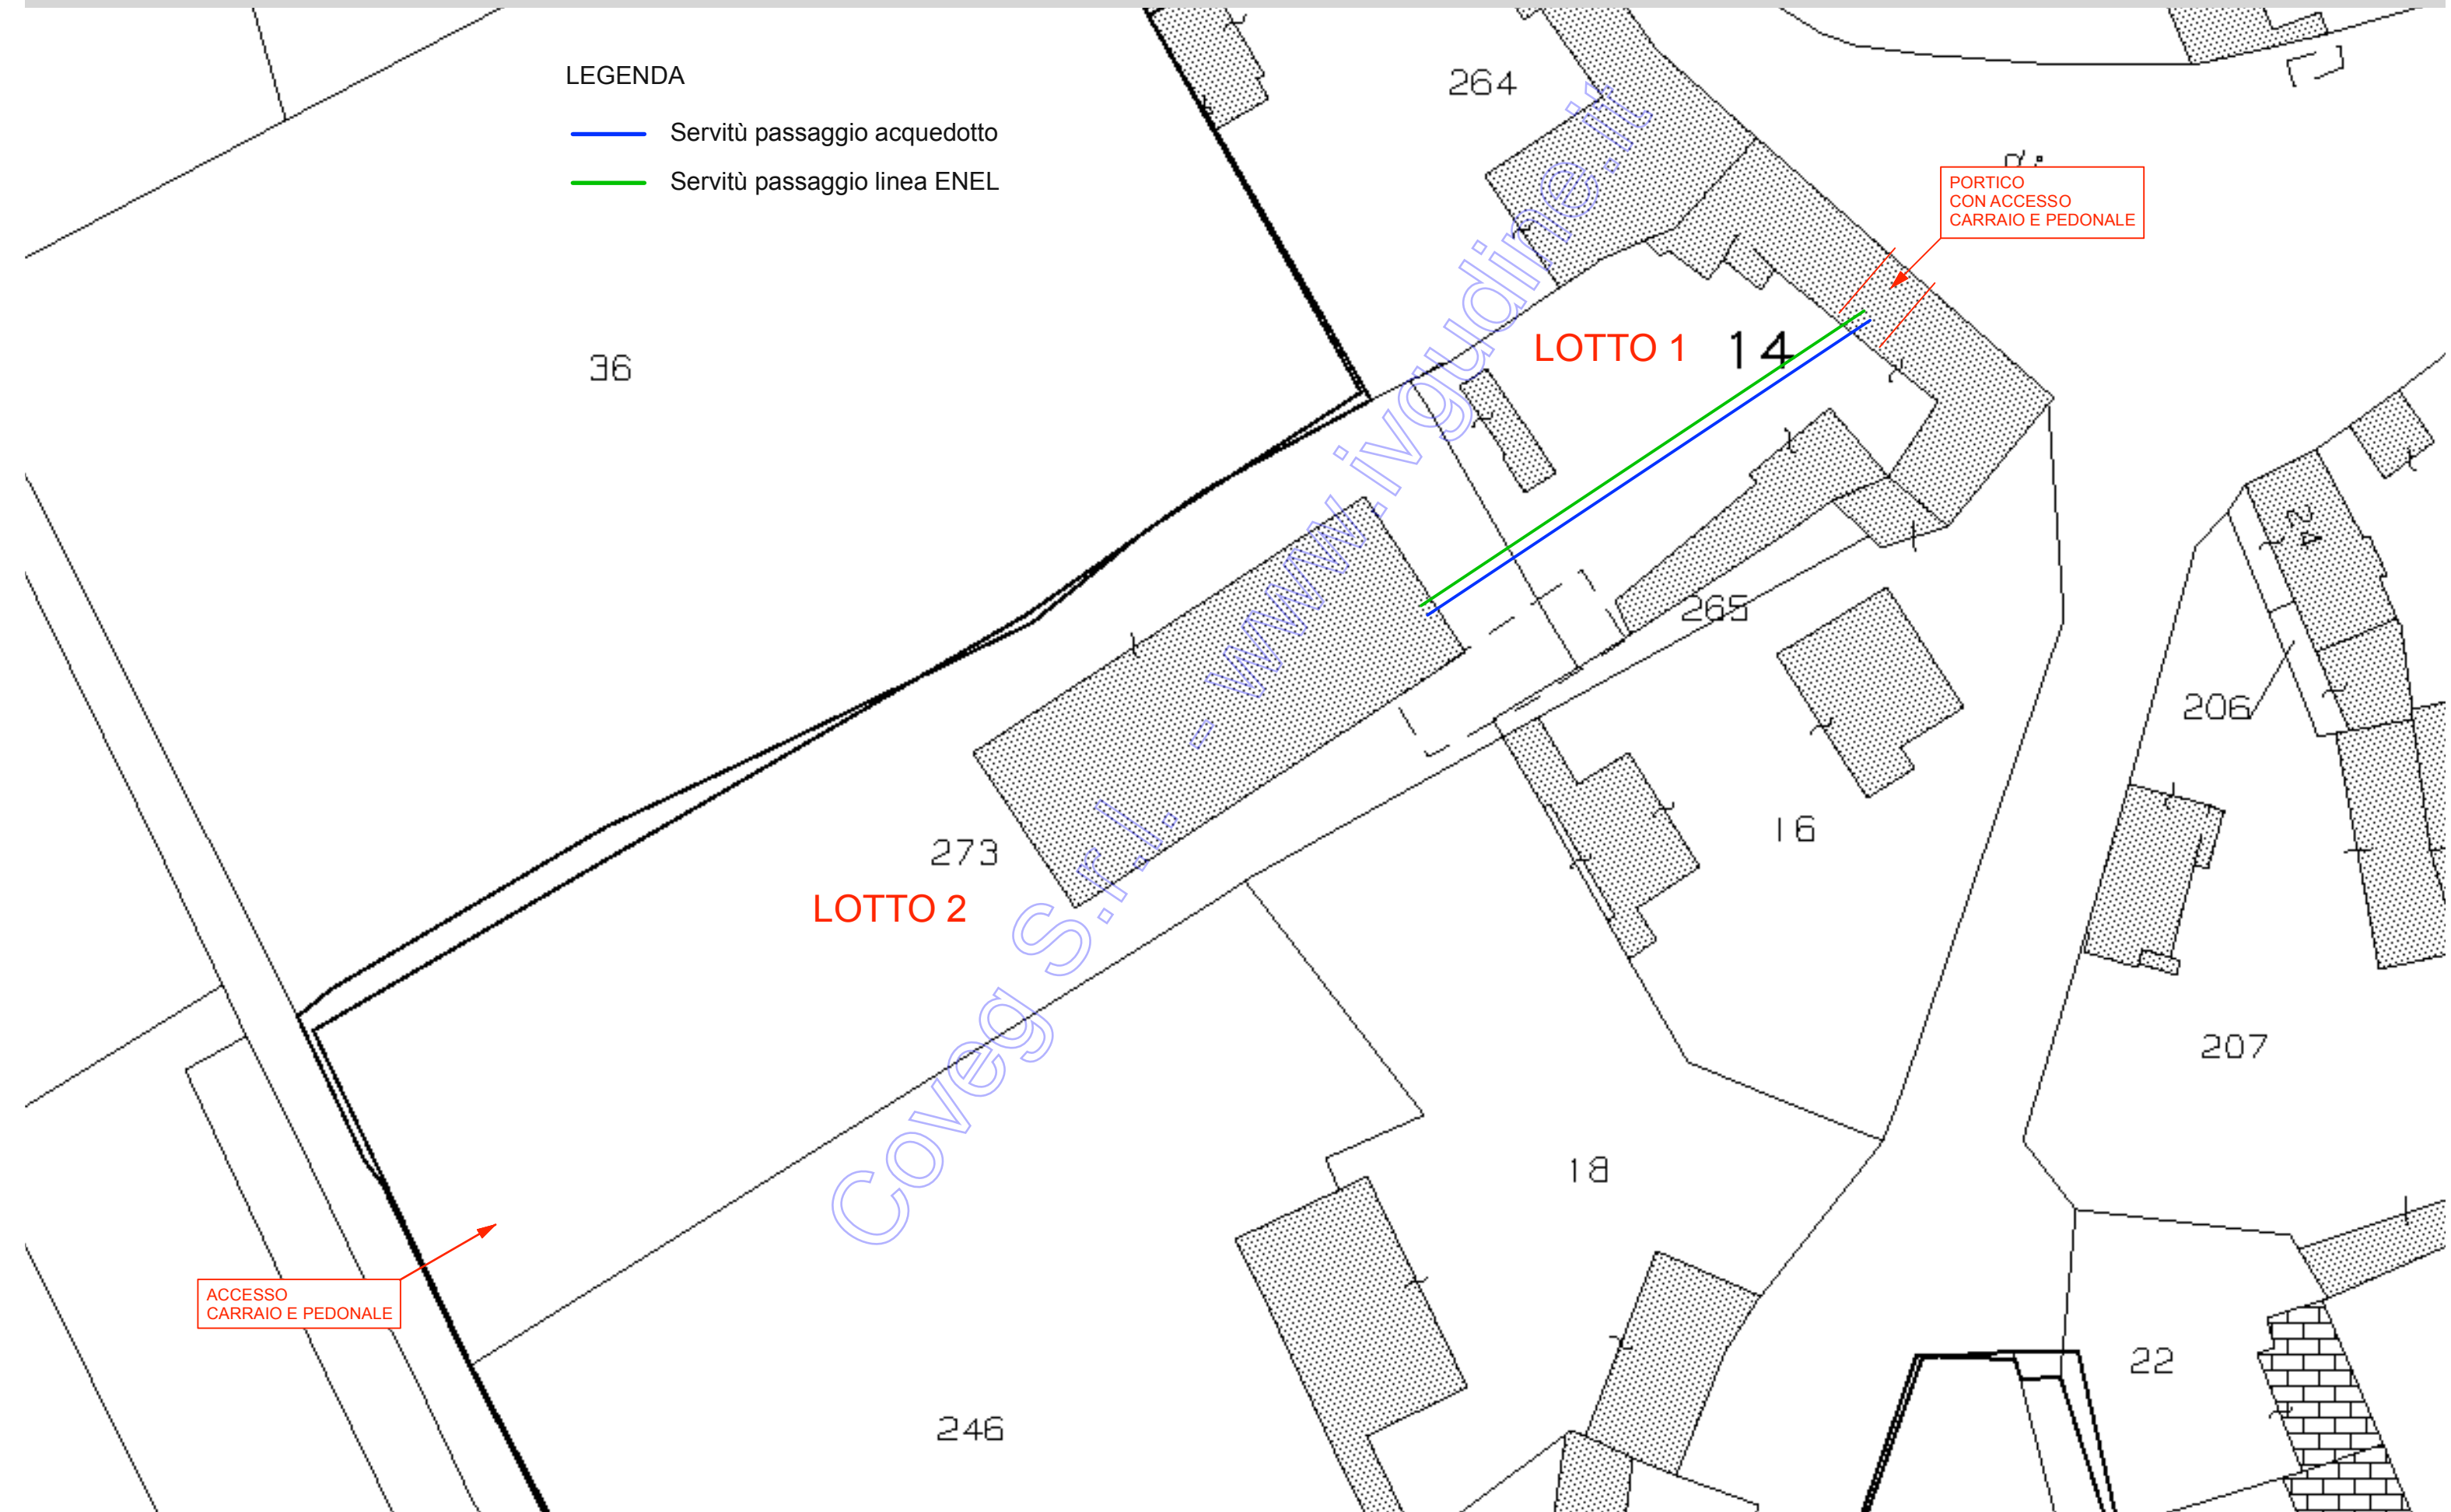 LEGENDA
Servitù passaggio acquedotto
Servitù passaggio linea ENEL
264
PORTICO
CON ACCESSO
CARRAIO E PEDONALE
36
LOTTO 1
14
24
265
206
16
273
LOTTO 2
207
18
ACCESSO
CARRAIO E PEDONALE
22
246
Coveg S.r.l. - www.ivgudine.it